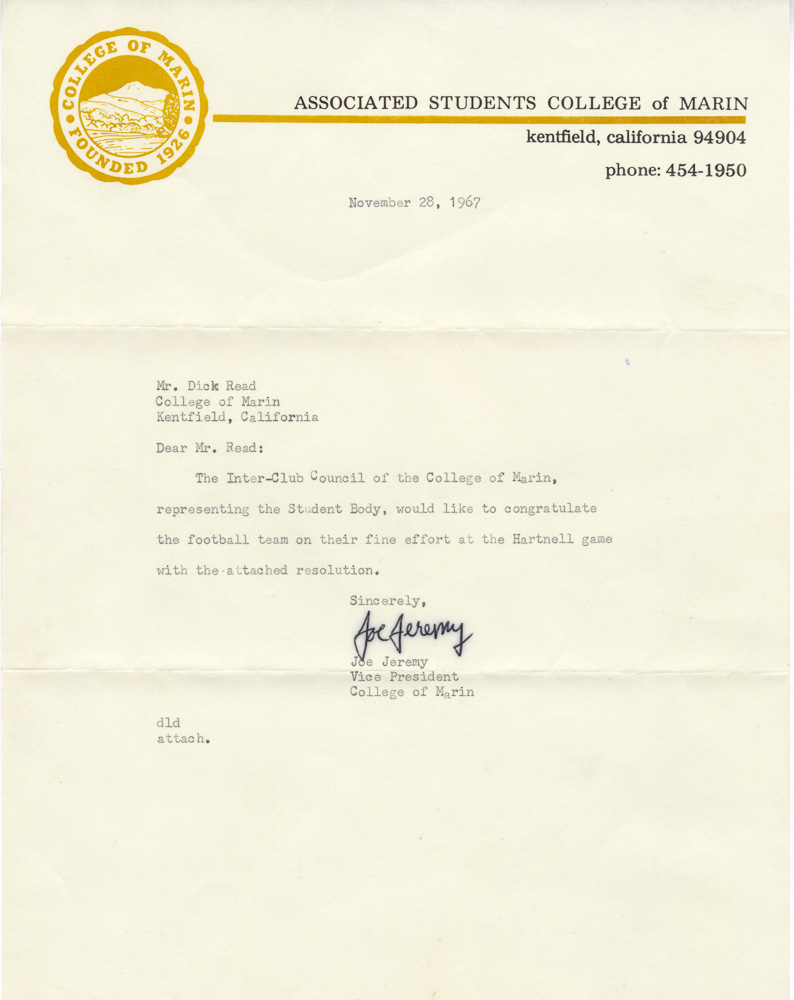 COLLEGE OF MARIN
FOUNDED 1926
ASSOCIATED STUDENTS COLLEGE of MARIN
kentfield, california 94904
phone: 454-1950
November 28, 1967
Mr. Dick Read
College of Marin
Kentfield, California
Dear Mr. Read:
The Inter-Club Council of the College of Marin,
representing the Student Body, would like to congratulate
the football team on their fine effort at the Hartnell game
with the attached resolution.
Sincerely,
Joe Jeremy
Joe Jeremy
Vice President
College of Marin
dld
attach.